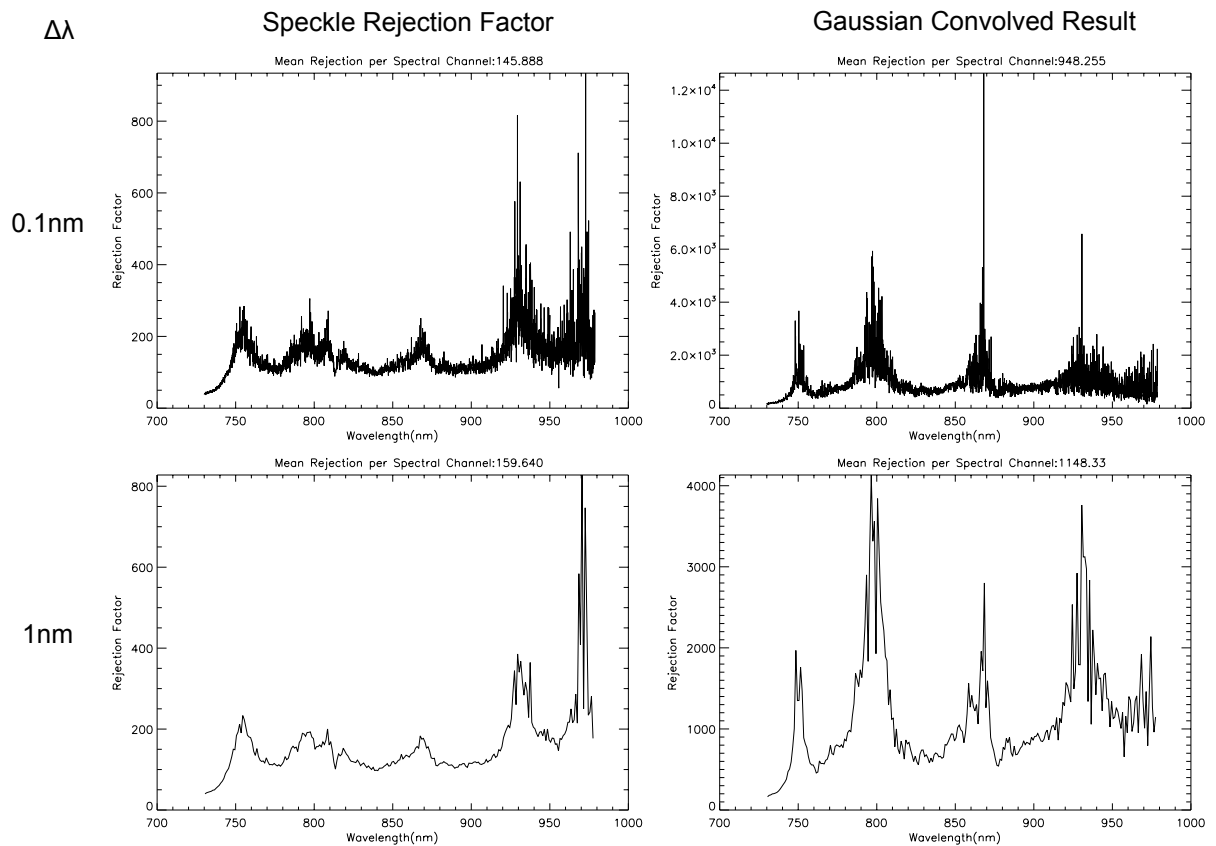 Δλ
Speckle Rejection Factor
Gaussian Convolved Result
0.1nm
Mean Rejection per Spectral Channel:145.888
Rejection Factor
800
600
400
200
0
700 750 800 850 900 950 1000
Wavelength(nm)
Mean Rejection per Spectral Channel:948.255
Rejection Factor
1.2×10⁴
1.0×10⁴
8.0×10³
6.0×10³
4.0×10³
2.0×10³
0
700 750 800 850 900 950 1000
Wavelength(nm)
1nm
Mean Rejection per Spectral Channel:159.640
Rejection Factor
800
600
400
200
0
700 750 800 850 900 950 1000
Wavelength(nm)
Mean Rejection per Spectral Channel:1148.33
Rejection Factor
4000
3000
2000
1000
0
700 750 800 850 900 950 1000
Wavelength(nm)